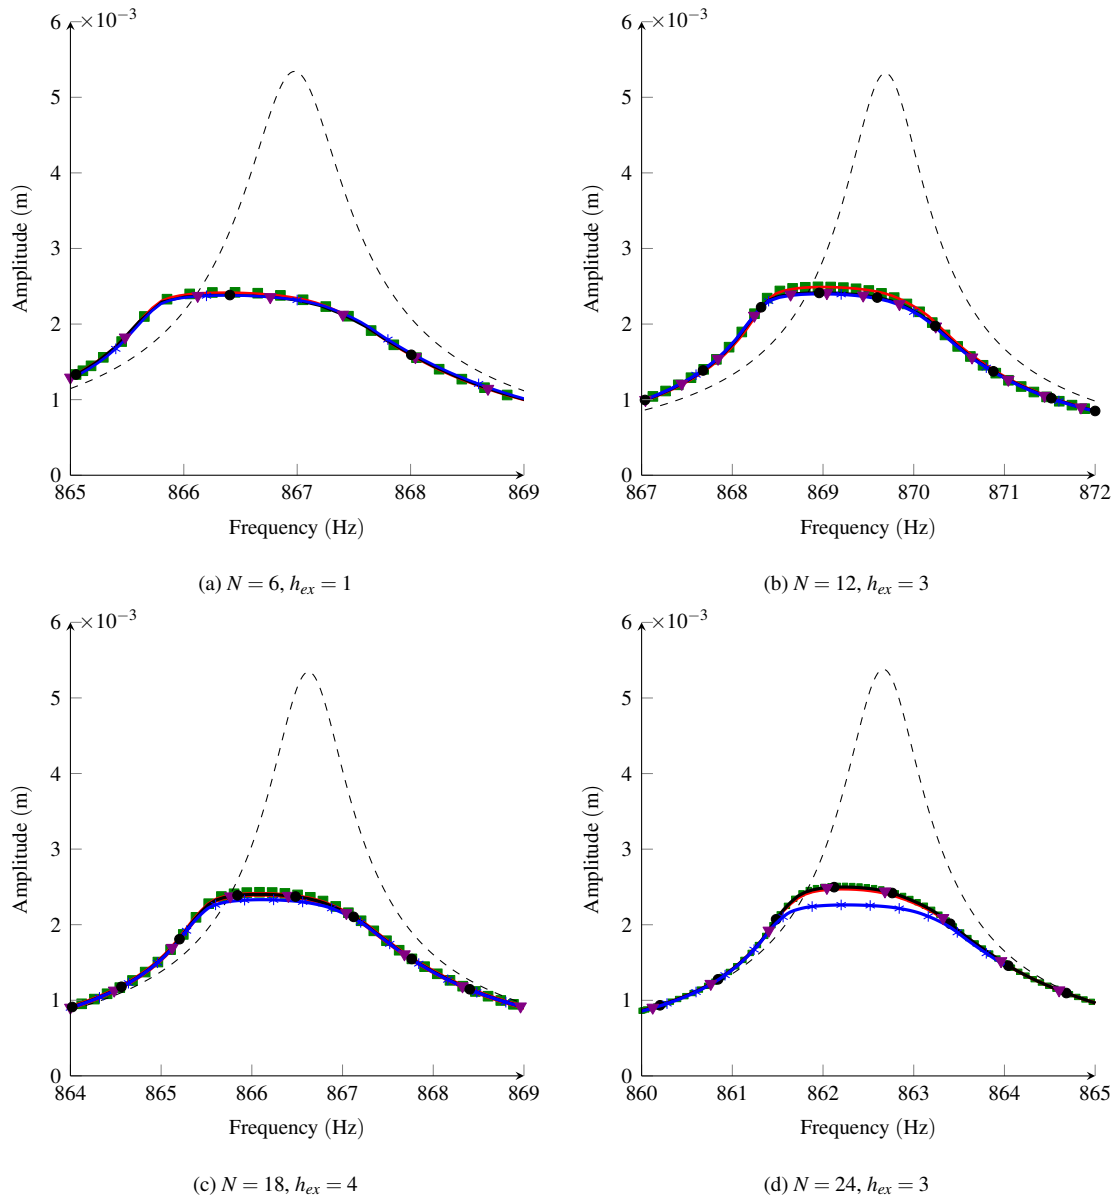 ×10−3
6
5
4
3
2
1
0
Amplitude (m)
865 866 867 868 869
Frequency (Hz)
(a) N = 6, hex = 1
×10−3
6
5
4
3
2
1
0
Amplitude (m)
867 868 869 870 871 872
Frequency (Hz)
(b) N = 12, hex = 3
×10−3
6
5
4
3
2
1
0
Amplitude (m)
864 865 866 867 868 869
Frequency (Hz)
(c) N = 18, hex = 4
×10−3
6
5
4
3
2
1
0
Amplitude (m)
860 861 862 863 864 865
Frequency (Hz)
(d) N = 24, hex = 3